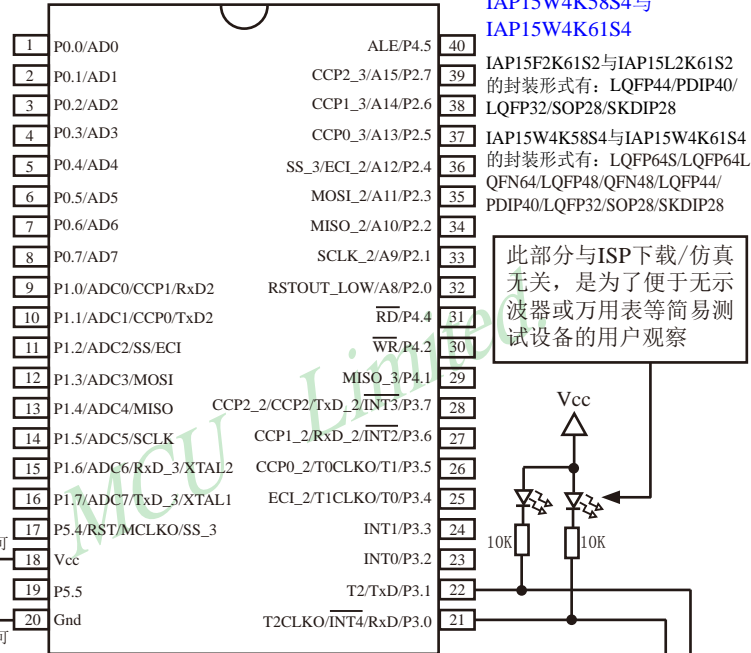 IAP15W4K58S4与
IAP15W4K61S4
IAP15F2K61S2与IAP15L2K61S2
的封装形式有：LQFP44/PDIP40/
LQFP32/SOP28/SKDIP28
IAP15W4K58S4与IAP15W4K61S4
的封装形式有：LQFP64S/LQFP64L
QFN64/LQFP48/QFN48/LQFP44/
PDIP40/LQFP32/SOP28/SKDIP28
此部分与ISP下载/仿真
无关，是为了便于无示
波器或万用表等简易测
试设备的用户观察
1 P0.0/AD0 ALE/P4.5 40
2 P0.1/AD1 CCP2_3/A15/P2.7 39
3 P0.2/AD2 CCP1_3/A14/P2.6 38
4 P0.3/AD3 CCP0_3/A13/P2.5 37
5 P0.4/AD4 SS_3/ECI_2/A12/P2.4 36
6 P0.5/AD5 MOSI_2/A11/P2.3 35
7 P0.6/AD6 MISO_2/A10/P2.2 34
8 P0.7/AD7 SCLK_2/A9/P2.1 33
9 P1.0/ADC0/CCP1/RxD2 RSTOUT_LOW/A8/P2.0 32
10 P1.1/ADC1/CCP0/TxD2 RD/P4.4 31
11 P1.2/ADC2/SS/ECI WR/P4.2 30
12 P1.3/ADC3/MOSI MISO_3/P4.1 29
13 P1.4/ADC4/MISO CCP2_2/CCP2/TxD_2/INT3/P3.7 28
14 P1.5/ADC5/SCLK CCP1_2/RxD_2/INT2/P3.6 27
15 P1.6/ADC6/RxD_3/XTAL2 CCP0_2/T0CLKO/T1/P3.5 26
16 P1.7/ADC7/TxD_3/XTAL1 ECI_2/T1CLKO/T0/P3.4 25
17 P5.4/RST/MCLKO/SS_3 INT1/P3.3 24
18 Vcc INT0/P3.2 23
19 P5.5 T2/TxD/P3.1 22
20 Gnd T2CLKO/INT4/RxD/P3.0 21
可
可
Vcc
10K 10K
MCU Limited.